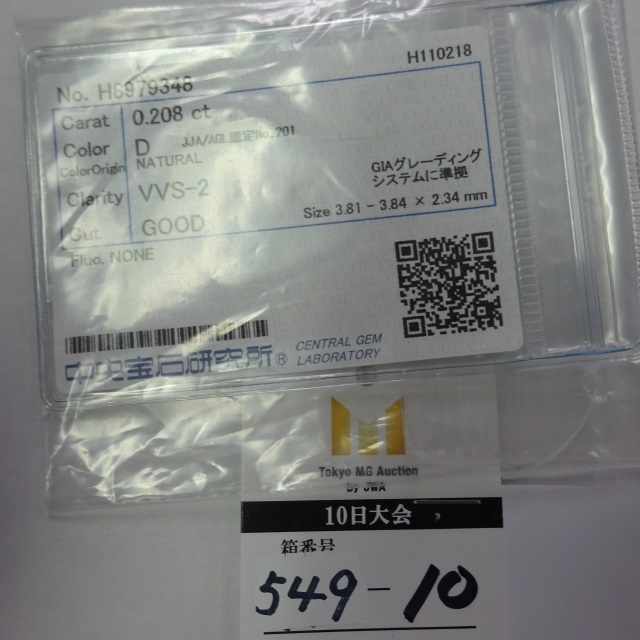 H110218
No. H8979348
Carat 0.208 ct
Color D JJA/AGL 認定No.201
ColorOrigin NATURAL
GIAグレーディング
システムに準拠
Clarity VVS-2
Size 3.81 - 3.84 × 2.34 mm
Cut GOOD
Fluo. NONE
中央宝石研究所® CENTRAL GEM
LABORATORY
Tokyo MG Auction
by JWA
10日大会
箱番号
549-10